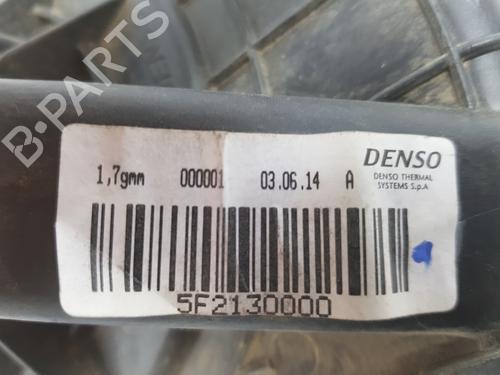 B-PARTS
1,7gmm 000001 03.06.14 A
DENSO
DENSO THERMAL
SYSTEMS S.p.A
5F2130000